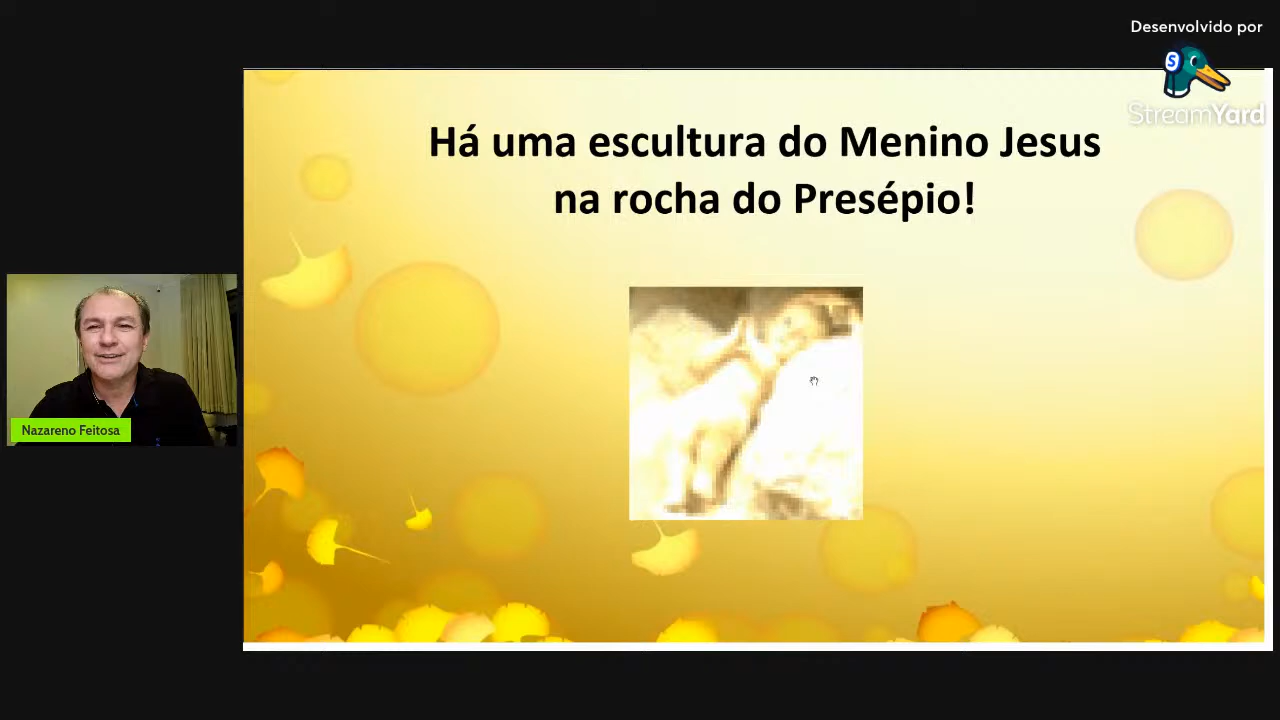 Desenvolvido por
S
StreamYard
Há uma escultura do Menino Jesus
na rocha do Presépio!
Nazareno Feitosa